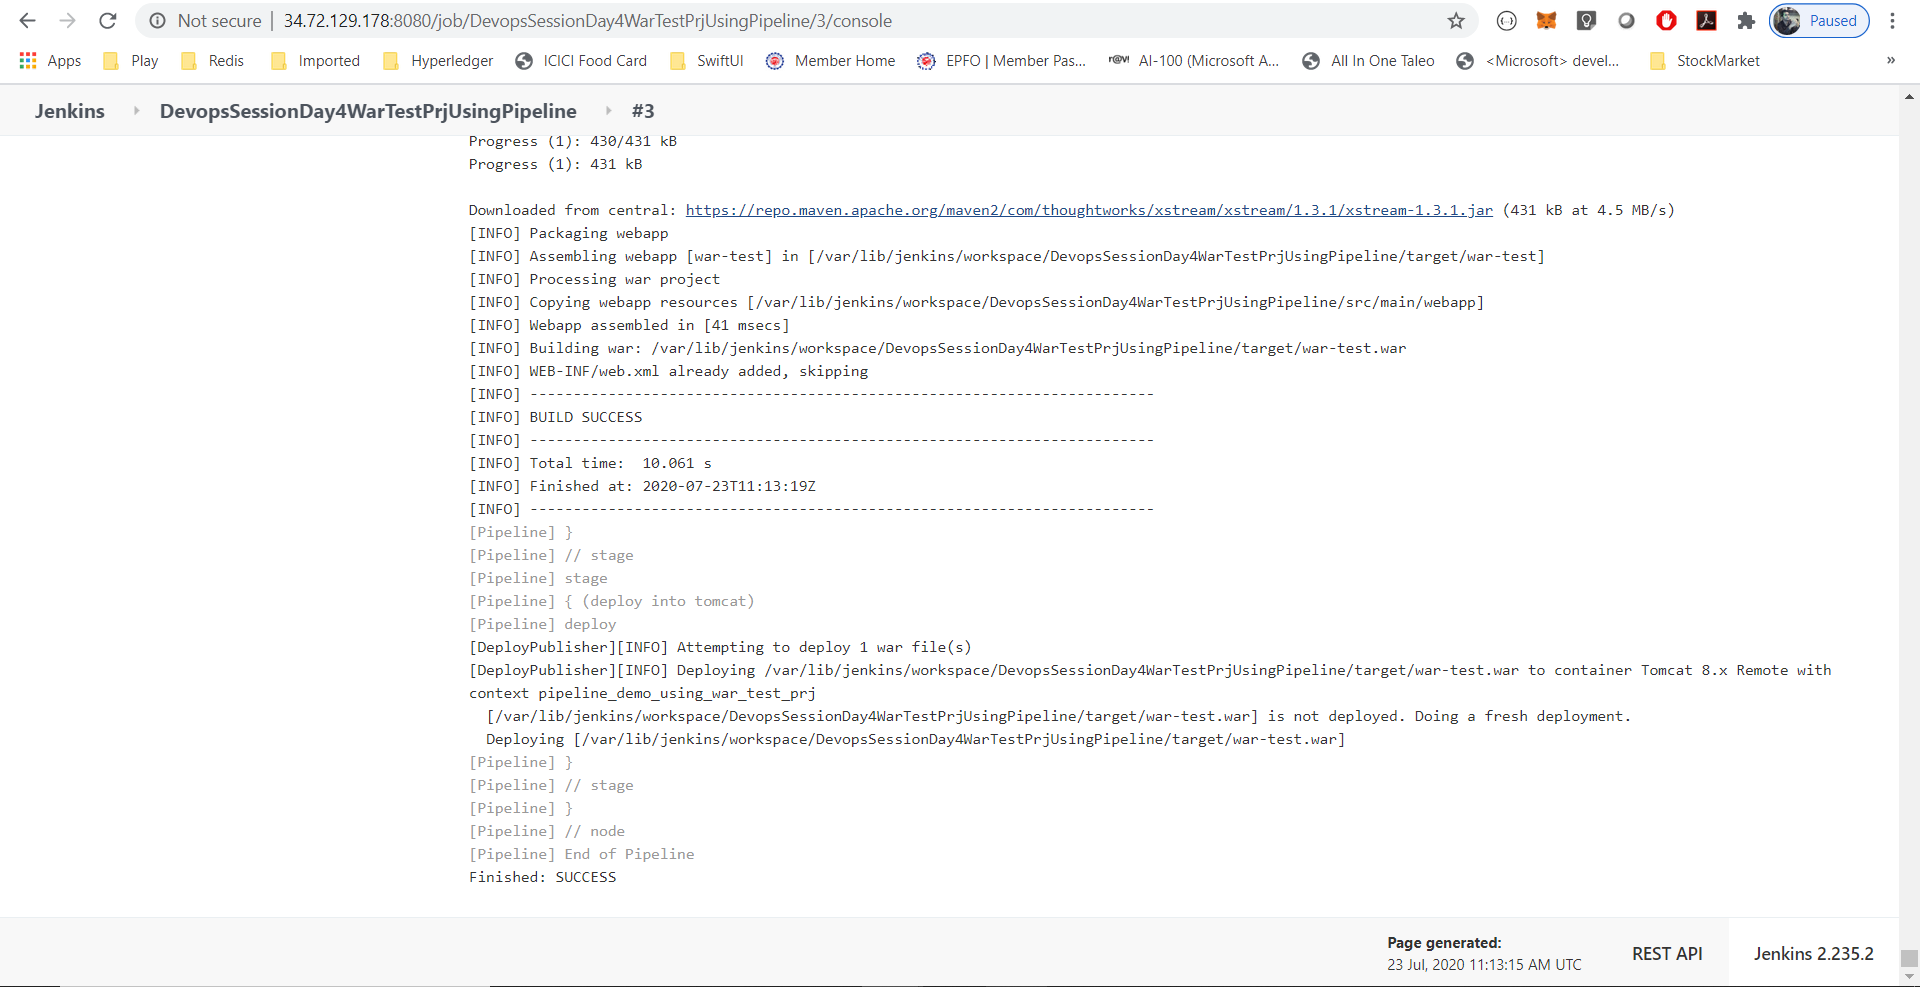 Not secure | 34.72.129.178:8080/job/DevopsSessionDay4WarTestPrjUsingPipeline/3/console Paused
Apps Play Redis Imported Hyperledger ICICI Food Card SwiftUI Member Home EPFO | Member Pas... r@v! AI-100 (Microsoft A... All In One Taleo <Microsoft> devel... StockMarket »
Jenkins DevopsSessionDay4WarTestPrjUsingPipeline #3
Progress (1): 430/431 kB
Progress (1): 431 kB
Downloaded from central: https://repo.maven.apache.org/maven2/com/thoughtworks/xstream/xstream/1.3.1/xstream-1.3.1.jar (431 kB at 4.5 MB/s)
[INFO] Packaging webapp
[INFO] Assembling webapp [war-test] in [/var/lib/jenkins/workspace/DevopsSessionDay4WarTestPrjUsingPipeline/target/war-test]
[INFO] Processing war project
[INFO] Copying webapp resources [/var/lib/jenkins/workspace/DevopsSessionDay4WarTestPrjUsingPipeline/src/main/webapp]
[INFO] Webapp assembled in [41 msecs]
[INFO] Building war: /var/lib/jenkins/workspace/DevopsSessionDay4WarTestPrjUsingPipeline/target/war-test.war
[INFO] WEB-INF/web.xml already added, skipping
[INFO] ------------------------------------------------------------------------
[INFO] BUILD SUCCESS
[INFO] ------------------------------------------------------------------------
[INFO] Total time:  10.061 s
[INFO] Finished at: 2020-07-23T11:13:19Z
[INFO] ------------------------------------------------------------------------
[Pipeline] }
[Pipeline] // stage
[Pipeline] stage
[Pipeline] { (deploy into tomcat)
[Pipeline] deploy
[DeployPublisher][INFO] Attempting to deploy 1 war file(s)
[DeployPublisher][INFO] Deploying /var/lib/jenkins/workspace/DevopsSessionDay4WarTestPrjUsingPipeline/target/war-test.war to container Tomcat 8.x Remote with
context pipeline_demo_using_war_test_prj
[/var/lib/jenkins/workspace/DevopsSessionDay4WarTestPrjUsingPipeline/target/war-test.war] is not deployed. Doing a fresh deployment.
Deploying [/var/lib/jenkins/workspace/DevopsSessionDay4WarTestPrjUsingPipeline/target/war-test.war]
[Pipeline] }
[Pipeline] // stage
[Pipeline] }
[Pipeline] // node
[Pipeline] End of Pipeline
Finished: SUCCESS
Page generated:
23 Jul, 2020 11:13:15 AM UTC
REST API
Jenkins 2.235.2